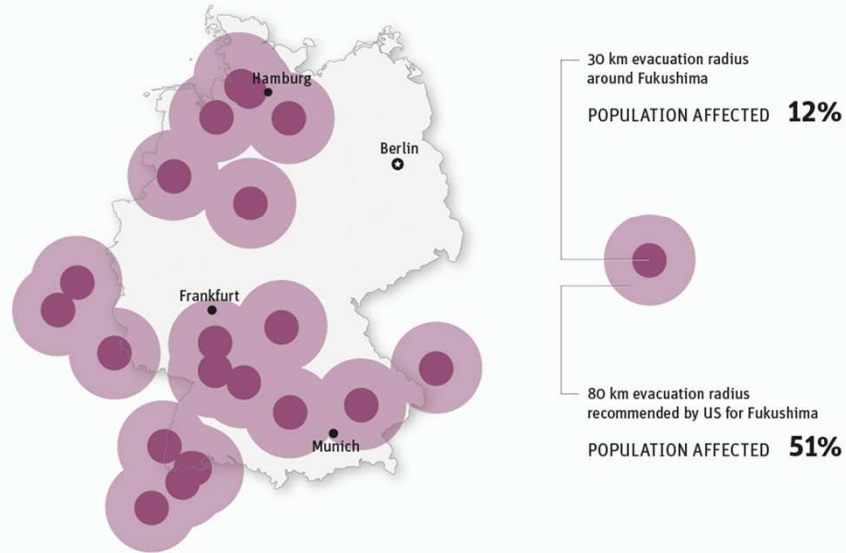 Hamburg
Berlin
Frankfurt
Munich
30 km evacuation radius
around Fukushima
POPULATION AFFECTED 12%
80 km evacuation radius
recommended by US for Fukushima
POPULATION AFFECTED 51%